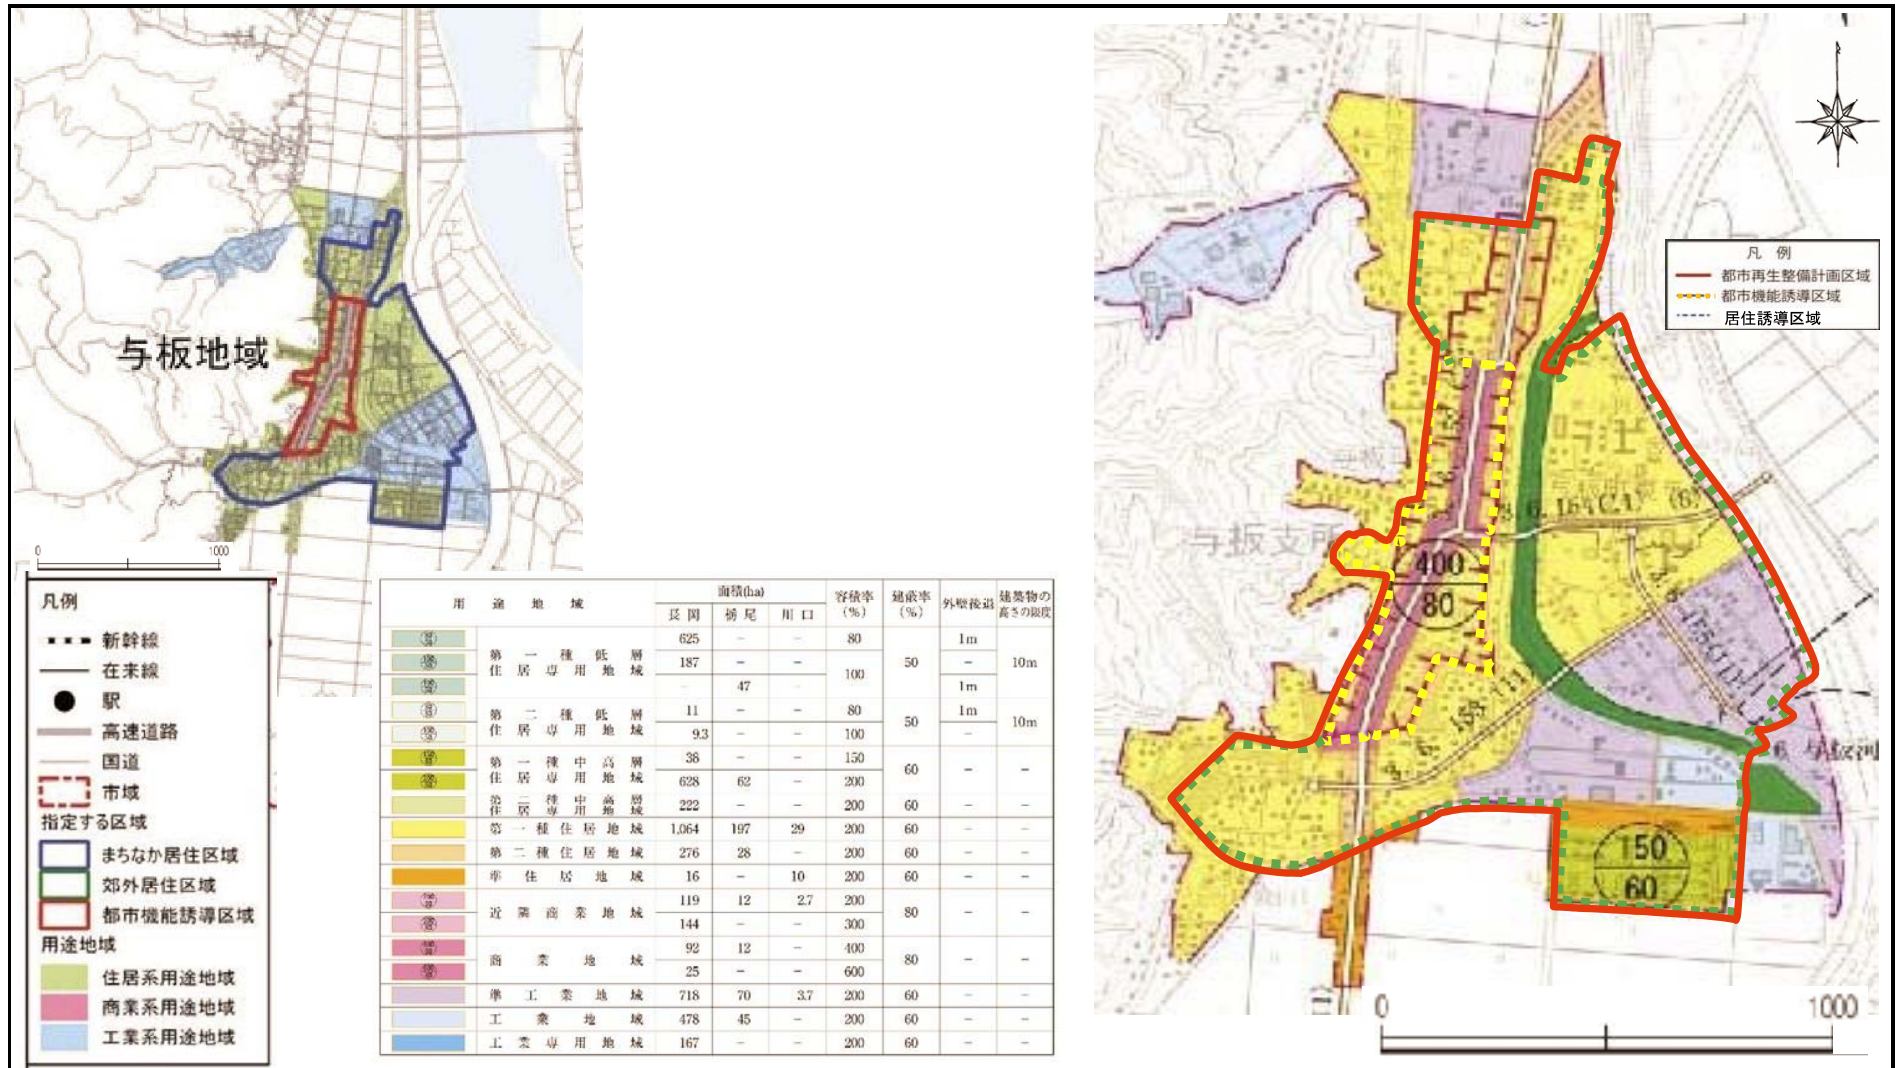 与板地域
0 1000
凡例
新幹線
在来線
駅
高速道路
国道
市域
指定する区域
まちなか居住区域
郊外居住区域
都市機能誘導区域
用途地域
住居系用途地域
商業系用途地域
工業系用途地域
用途地域 面積(ha) 容積率(%) 建蔽率(%) 外壁後退 建築物の高さの限度
長岡 栃尾 川口
第一種低層住居専用地域 625 − − 80 50 1m 10m
187 − − 100 −
− 47 − 1m
第二種低層住居専用地域 11 − − 80 50 1m 10m
9.3 − − 100 −
第一種中高層住居専用地域 38 − − 150 60 − −
628 62 − 200
第二種中高層住居専用地域 222 − − 200 60 − −
第一種住居地域 1,064 197 29 200 60 − −
第二種住居地域 276 28 − 200 60 − −
準住居地域 16 − 10 200 60 − −
近隣商業地域 119 12 2.7 200 80 − −
144 − − 300
商業地域 92 12 − 400 80 − −
25 − − 600
準工業地域 718 70 3.7 200 60 − −
工業地域 478 45 − 200 60 − −
工業専用地域 167 − − 200 60 − −
凡例
都市再生整備計画区域
都市機能誘導区域
居住誘導区域
与板支所
400
80
150
60
0 1000